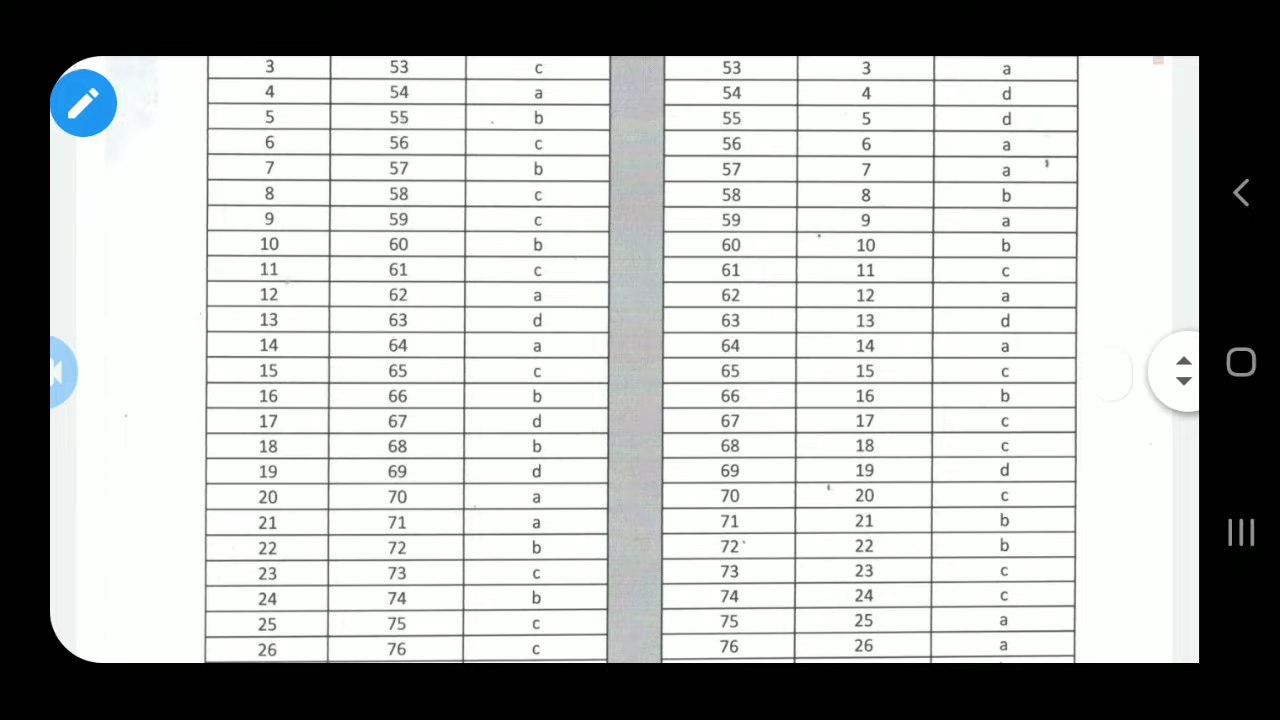 3 53 c 53 3 a
4 54 a 54 4 d
5 55 b 55 5 d
6 56 c 56 6 a
7 57 b 57 7 a
8 58 c 58 8 b
9 59 c 59 9 a
10 60 b 60 10 b
11 61 c 61 11 c
12 62 a 62 12 a
13 63 d 63 13 d
14 64 a 64 14 a
15 65 c 65 15 c
16 66 b 66 16 b
17 67 d 67 17 c
18 68 b 68 18 c
19 69 d 69 19 d
20 70 a 70 20 c
21 71 a 71 21 b
22 72 b 72 22 b
23 73 c 73 23 c
24 74 b 74 24 c
25 75 c 75 25 a
26 76 c 76 26 a